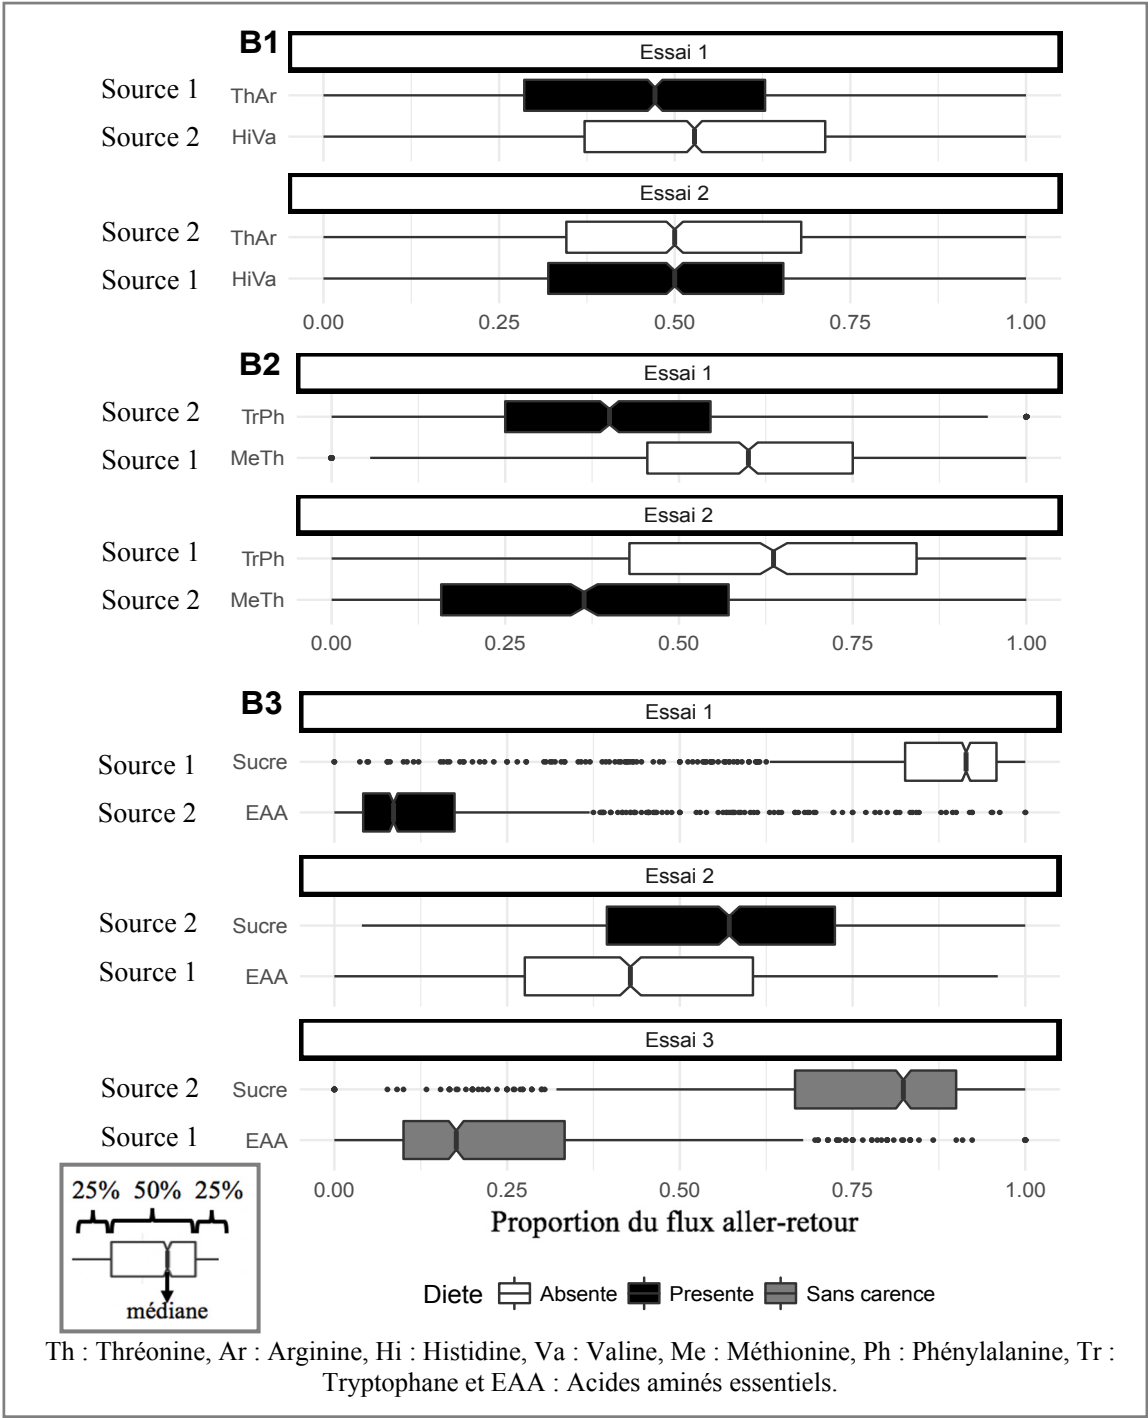 B1
Essai 1
Source 1 ThAr
Source 2 HiVa
Essai 2
Source 2 ThAr
Source 1 HiVa
0.00 0.25 0.50 0.75 1.00
B2
Essai 1
Source 2 TrPh
Source 1 MeTh
Essai 2
Source 1 TrPh
Source 2 MeTh
0.00 0.25 0.50 0.75 1.00
B3
Essai 1
Source 1 Sucre
Source 2 EAA
Essai 2
Source 2 Sucre
Source 1 EAA
Essai 3
Source 2 Sucre
Source 1 EAA
0.00 0.25 0.50 0.75 1.00
Proportion du flux aller-retour
25% 50% 25%
médiane
Diete Absente Presente Sans carence
Th : Thréonine, Ar : Arginine, Hi : Histidine, Va : Valine, Me : Méthionine, Ph : Phénylalanine, Tr :
Tryptophane et EAA : Acides aminés essentiels.